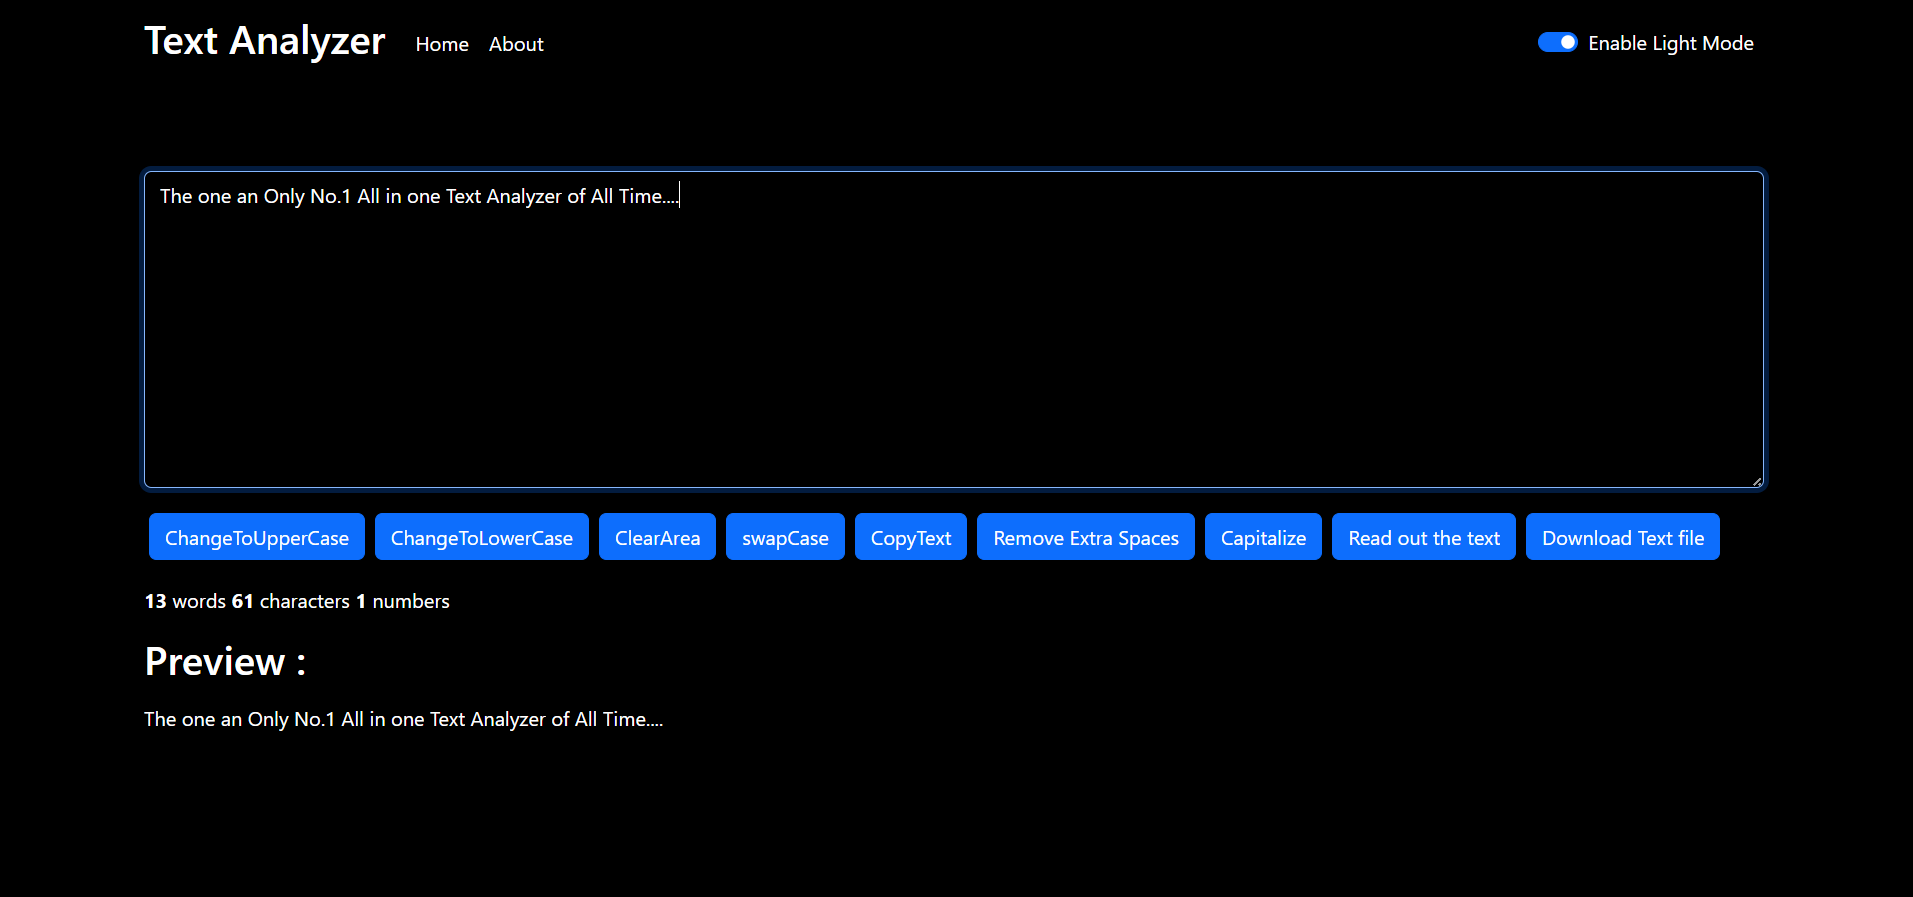 Text Analyzer Home About Enable Light Mode
The one an Only No.1 All in one Text Analyzer of All Time....
ChangeToUpperCase ChangeToLowerCase ClearArea swapCase CopyText Remove Extra Spaces Capitalize Read out the text Download Text file
13 words 61 characters 1 numbers
Preview :
The one an Only No.1 All in one Text Analyzer of All Time....